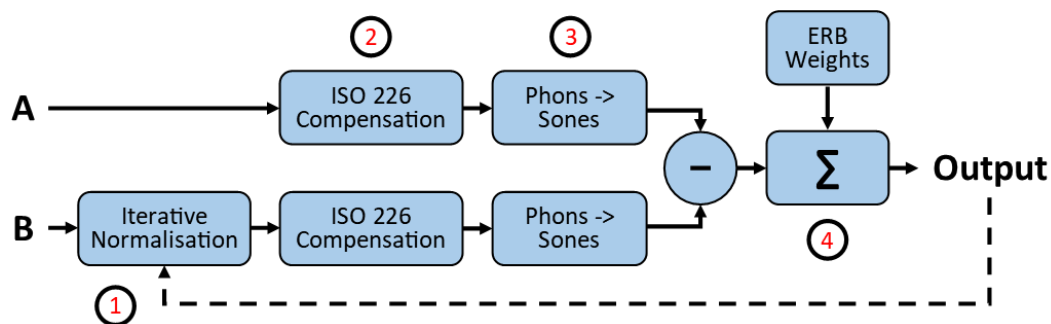 2
3
ERB
Weights
A
ISO 226
Compensation
Phons ->
Sones
−
Σ
Output
B
Iterative
Normalisation
ISO 226
Compensation
Phons ->
Sones
4
1